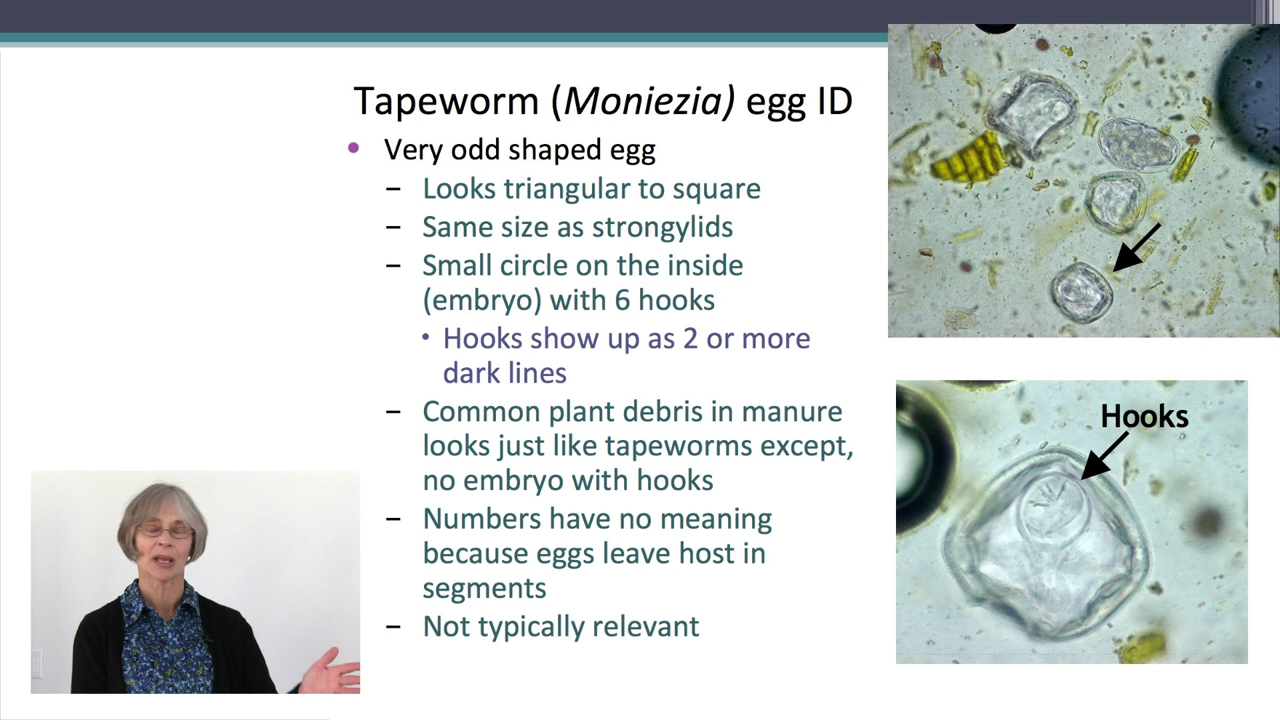 Tapeworm (Moniezia) egg ID
• Very odd shaped egg
– Looks triangular to square
– Same size as strongylids
– Small circle on the inside
(embryo) with 6 hooks
• Hooks show up as 2 or more
dark lines
– Common plant debris in manure
looks just like tapeworms except,
no embryo with hooks
– Numbers have no meaning
because eggs leave host in
segments
– Not typically relevant
Hooks